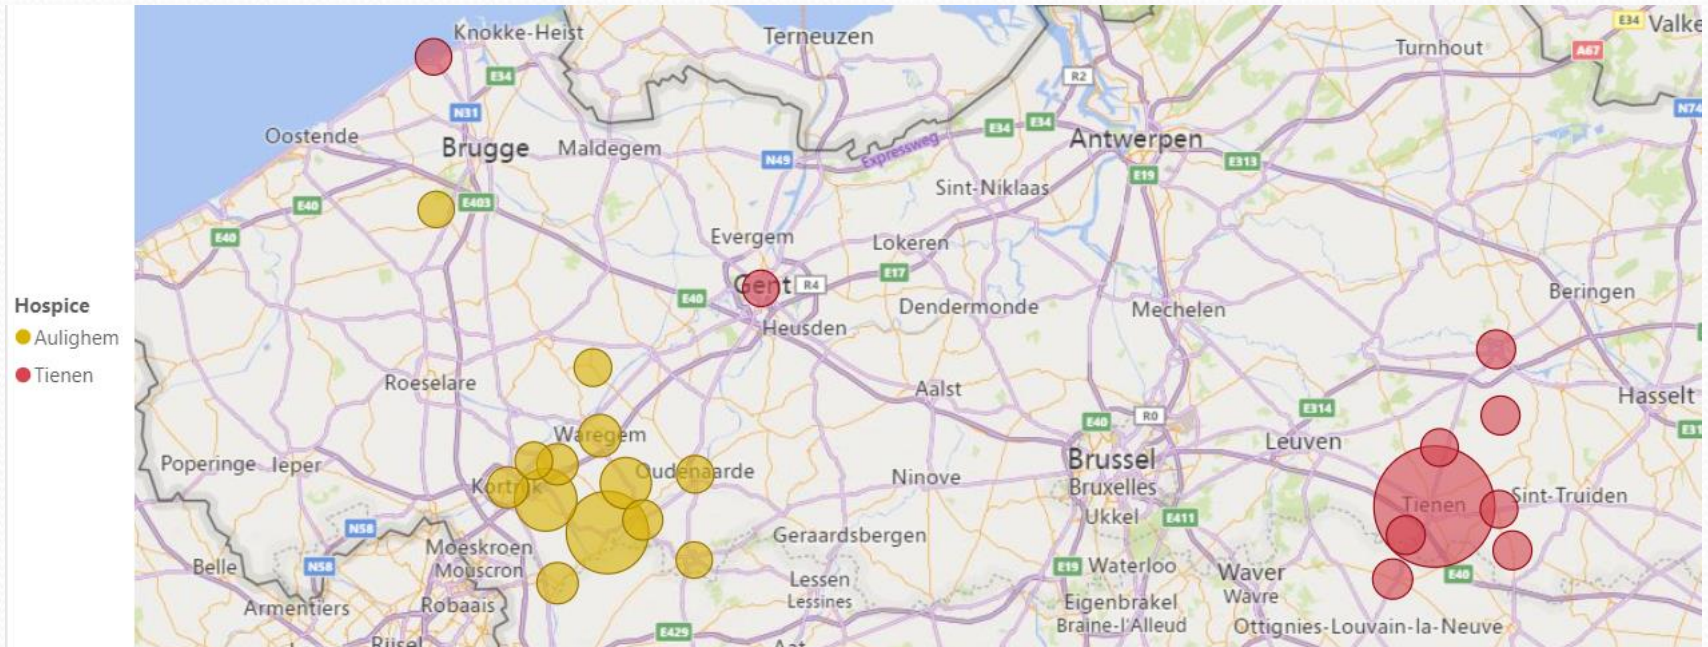 Knokke-Heist
Terneuzen
E34
Valke
Turnhout
A67
R2
E34
N31
N74
Oostende
Brugge
Maldegem
E34
E34
Antwerpen
N49
Expressweg
E313
E19
Sint-Niklaas
E40
E403
E40
Evergem
Lokeren
E17
Gent
R4
E40
Beringen
Dendermonde
Mechelen
Heusden
Hospice
Aulighem
Tienen
Roeselare
Aalst
Hasselt
E314
R0
E40
E31
Waregem
Leuven
Brussel
Bruxelles
Poperinge
Ieper
Oudenaarde
Ninove
Kortrijk
Sint-Truiden
Tienen
Ukkel
E411
N58
Geraardsbergen
Moeskroen
Mouscron
Belle
N58
E19
Waterloo
Waver
Wavre
E40
Lessen
Lessines
Armentiers
Robaais
Eigenbrakel
Braine-l'Alleud
Ottignies-Louvain-la-Neuve
E429
Rijsel